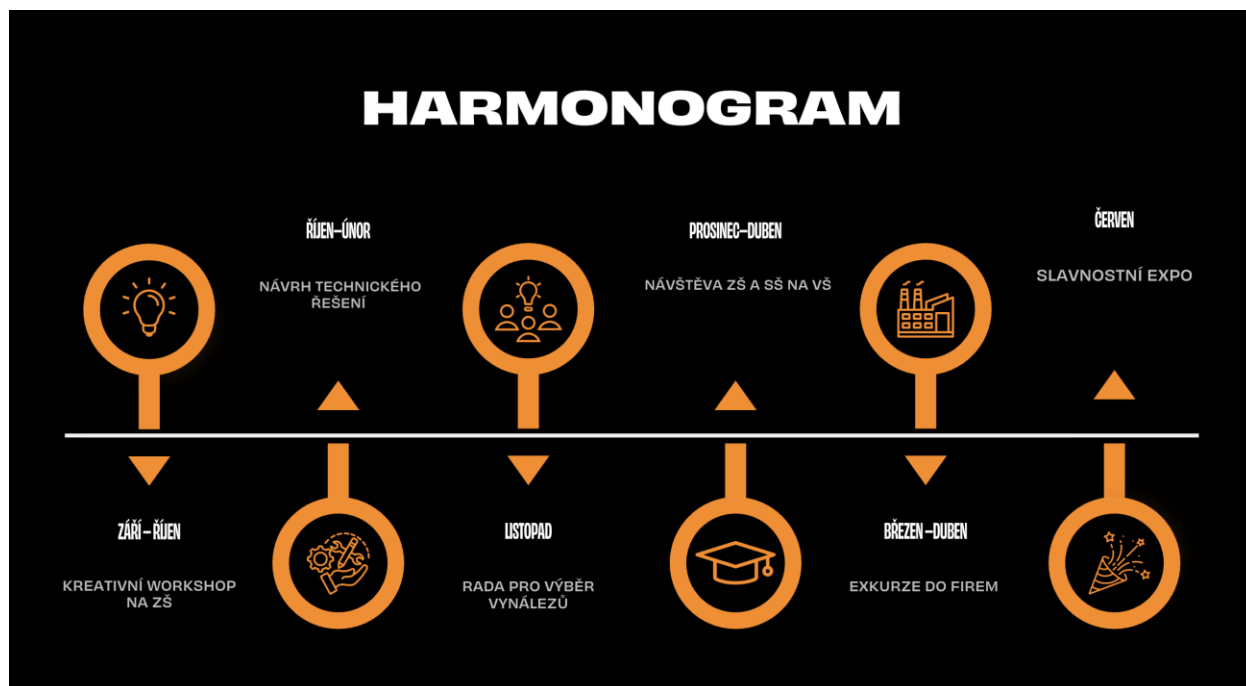 HARMONOGRAM
ZÁŘÍ – ŘÍJEN
KREATIVNÍ WORKSHOP
NA ZŠ
ŘÍJEN–ÚNOR
NÁVRH TECHNICKÉHO
ŘEŠENÍ
LISTOPAD
RADA PRO VÝBĚR
VYNÁLEZŮ
PROSINEC–DUBEN
NÁVŠTĚVA ZŠ A SŠ NA VŠ
BŘEZEN–DUBEN
EXKURZE DO FIREM
ČERVEN
SLAVNOSTNÍ EXPO